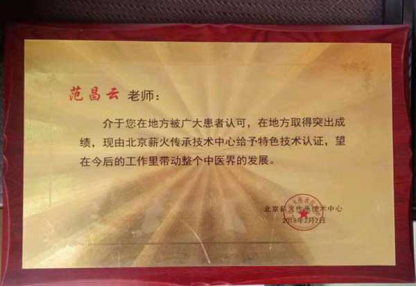 范昌云 老师：
介于您在地方被广大患者认可，在地方取得突出成
绩，现由北京薪火传承技术中心给予特色技术认证，望
在今后的工作里带动整个中医界的发展。
北京薪火传承技术中心